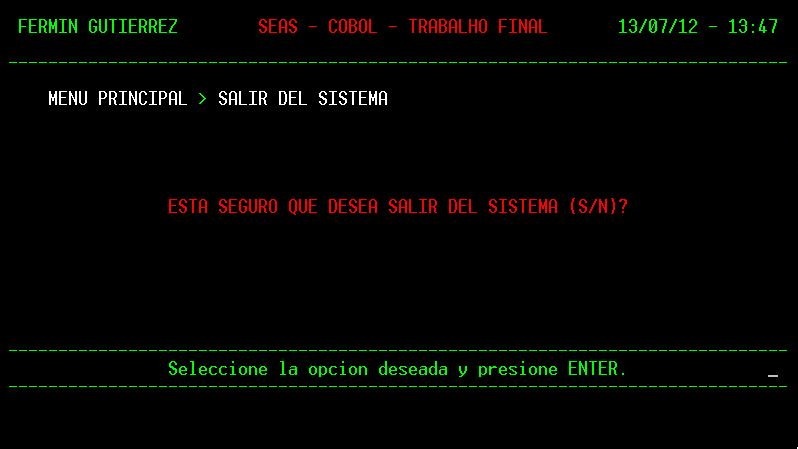 FERMIN GUTIERREZ SEAS - COBOL - TRABALHO FINAL 13/07/12 - 13:47
MENU PRINCIPAL > SALIR DEL SISTEMA
ESTA SEGURO QUE DESEA SALIR DEL SISTEMA (S/N)?
Seleccione la opcion deseada y presione ENTER.